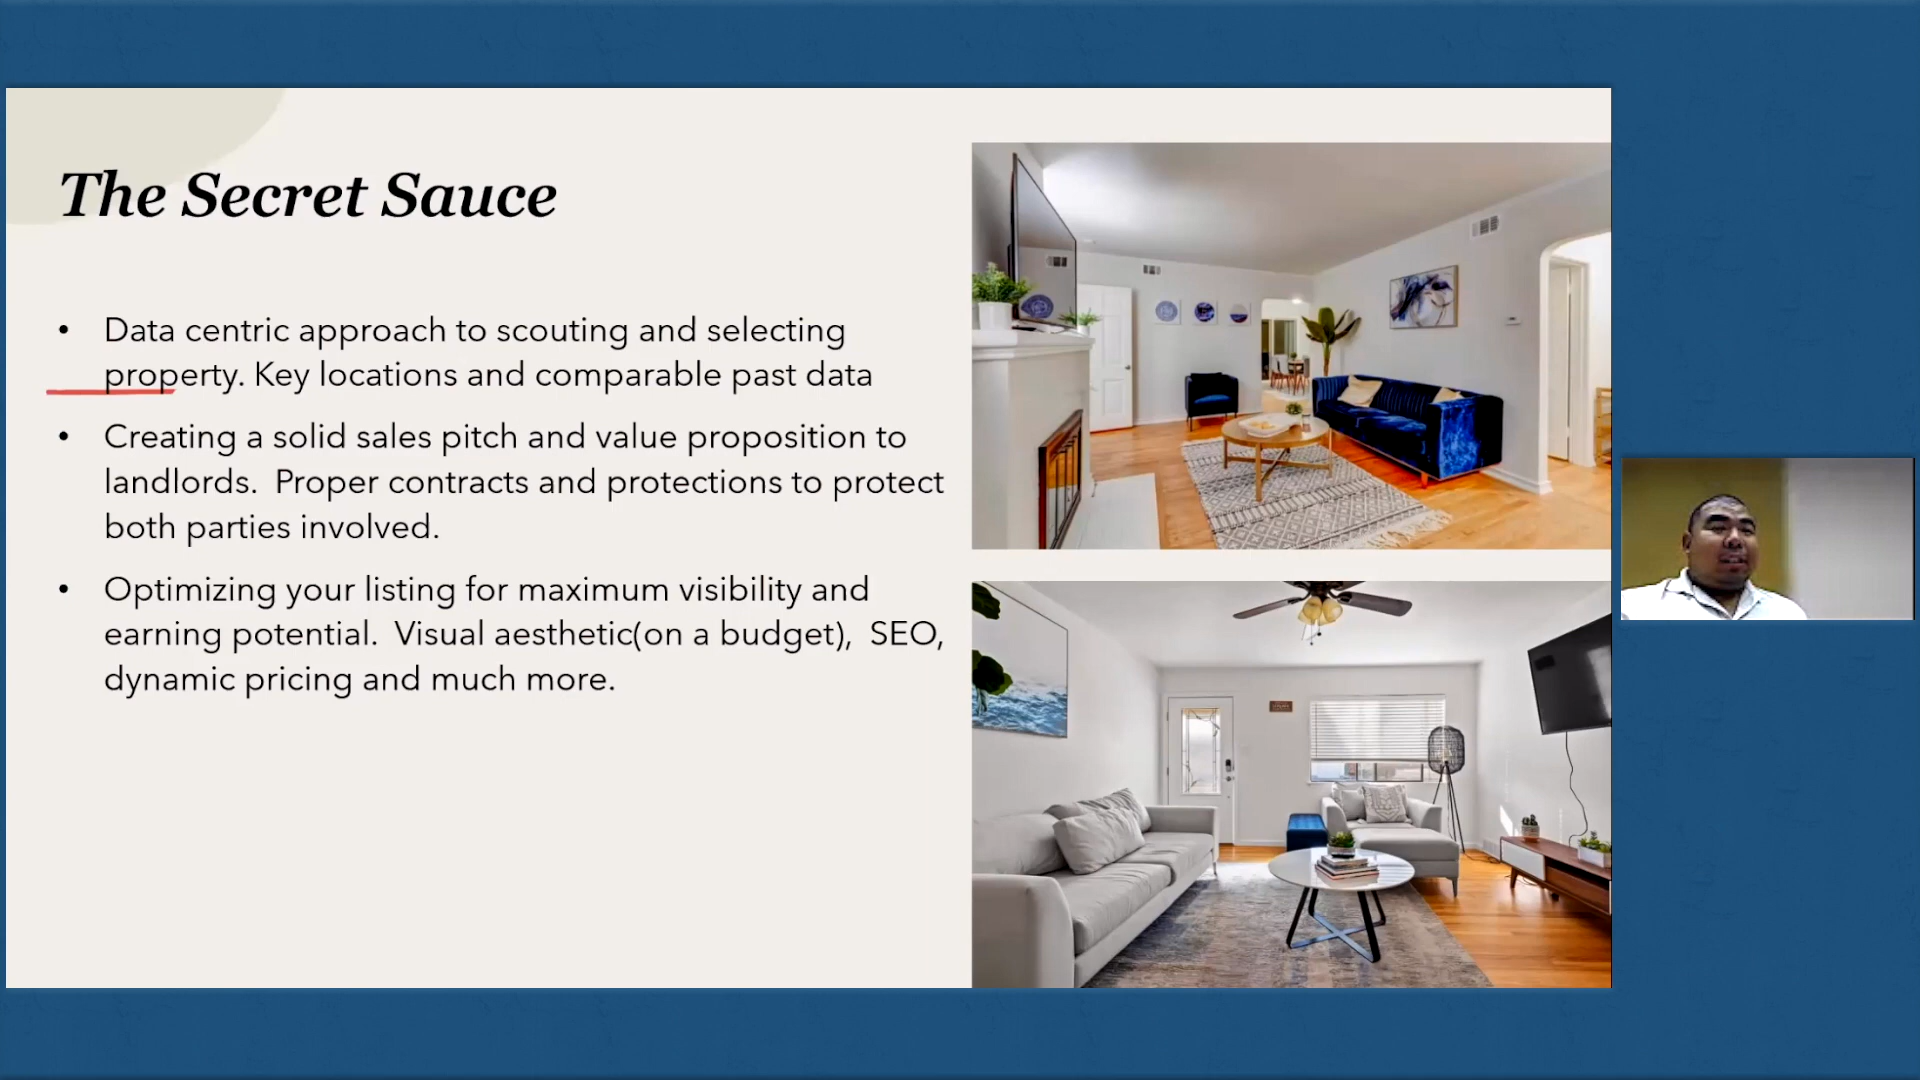 The Secret Sauce
• Data centric approach to scouting and selecting
property. Key locations and comparable past data
• Creating a solid sales pitch and value proposition to
landlords.  Proper contracts and protections to protect
both parties involved.
• Optimizing your listing for maximum visibility and
earning potential.  Visual aesthetic(on a budget),  SEO,
dynamic pricing and much more.